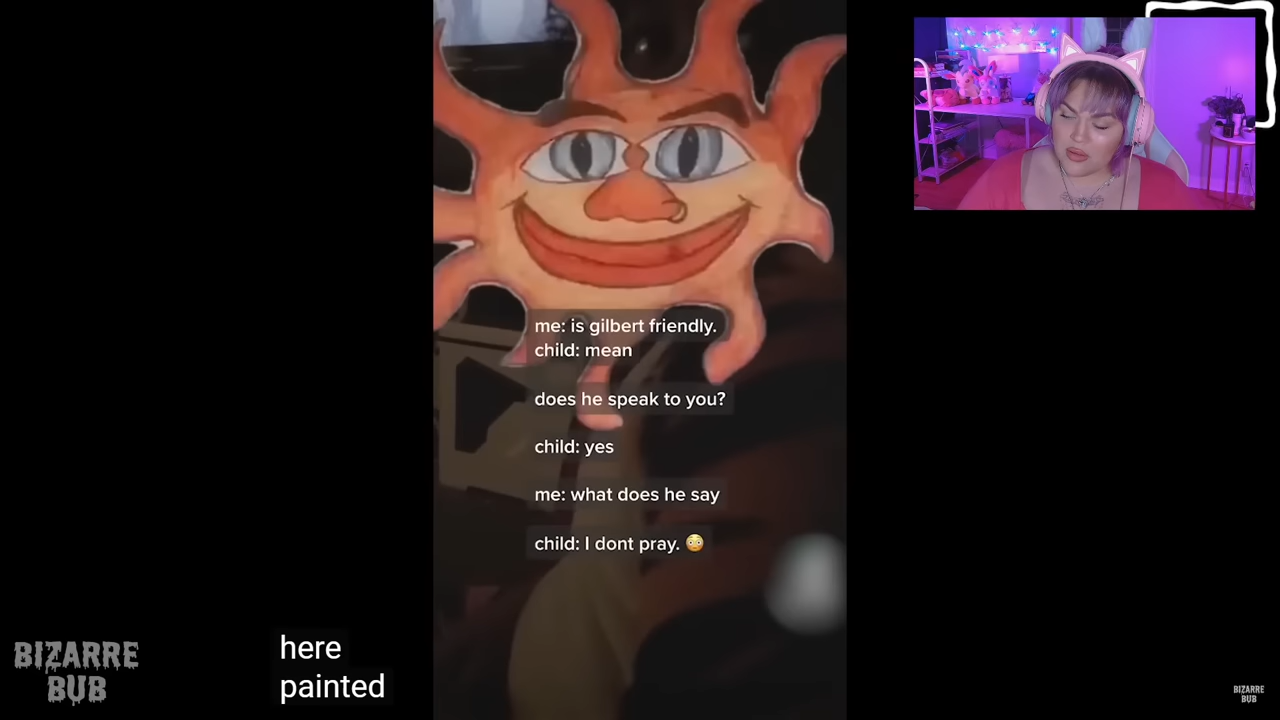 me: is gilbert friendly.
child: mean
does he speak to you?
child: yes
me: what does he say
child: I dont pray. 😳
here
painted
BIZARRE
BUB
BIZARRE
BUB